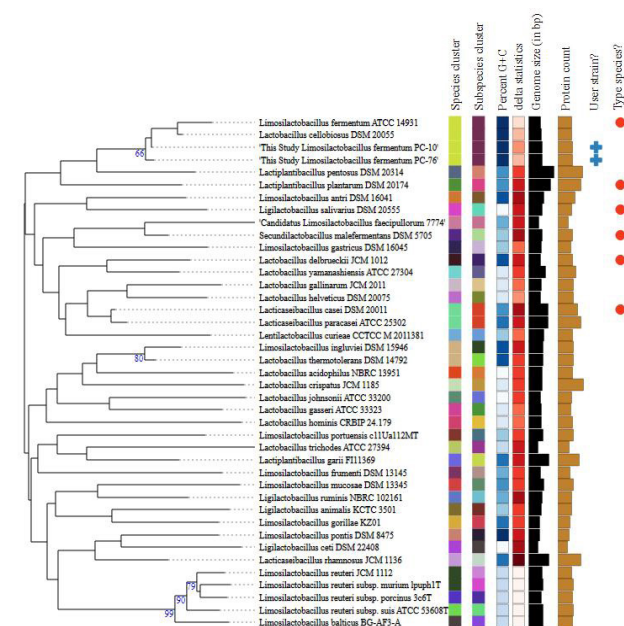 Species cluster
Subspecies cluster
Percent G+C
delta statistics
Genome size (in bp)
Protein count
User strain?
Type species?
Limosilactobacillus fermentum ATCC 14931
Lactobacillus cellobiosus DSM 20055
'This Study Limosilactobacillus fermentum PC-10'
66
'This Study Limosilactobacillus fermentum PC-76'
Lactiplantibacillus pentosus DSM 20314
Lactiplantibacillus plantarum DSM 20174
Limosilactobacillus antri DSM 16041
Ligilactobacillus salivarius DSM 20555
'Candidatus Limosilactobacillus faecipullorum 7774'
Secundilactobacillus malefermentans DSM 5705
Limosilactobacillus gastricus DSM 16045
Lactobacillus delbrueckii JCM 1012
Lactobacillus yamanashiensis ATCC 27304
Lactobacillus gallinarum JCM 2011
Lactobacillus helveticus DSM 20075
Lacticaseibacillus casei DSM 20011
Lacticaseibacillus paracasei ATCC 25302
Lentilactobacillus curieae CCTCC M 2011381
Limosilactobacillus ingluviei DSM 15946
80
Lactobacillus thermotolerans DSM 14792
Lactobacillus acidophilus NBRC 13951
Lactobacillus crispatus JCM 1185
Lactobacillus johnsonii ATCC 33200
Lactobacillus gasseri ATCC 33323
Lactobacillus hominis CRBIP 24.179
Limosilactobacillus portuensis c11Ua112MT
Lactobacillus trichodes ATCC 27394
Lactiplantibacillus garii FI11369
Limosilactobacillus frumenti DSM 13145
Limosilactobacillus mucosae DSM 13345
Ligilactobacillus ruminis NBRC 102161
Ligilactobacillus animalis KCTC 3501
Limosilactobacillus gorillae KZ01
Limosilactobacillus pontis DSM 8475
Ligilactobacillus ceti DSM 22408
Lacticaseibacillus rhamnosus JCM 1136
Limosilactobacillus reuteri JCM 1112
79
Limosilactobacillus reuteri subsp. murium lpuph1T
90
Limosilactobacillus reuteri subsp. porcinus 3c6T
99
Limosilactobacillus reuteri subsp. suis ATCC 53608T
Limosilactobacillus balticus BG-AF3-A